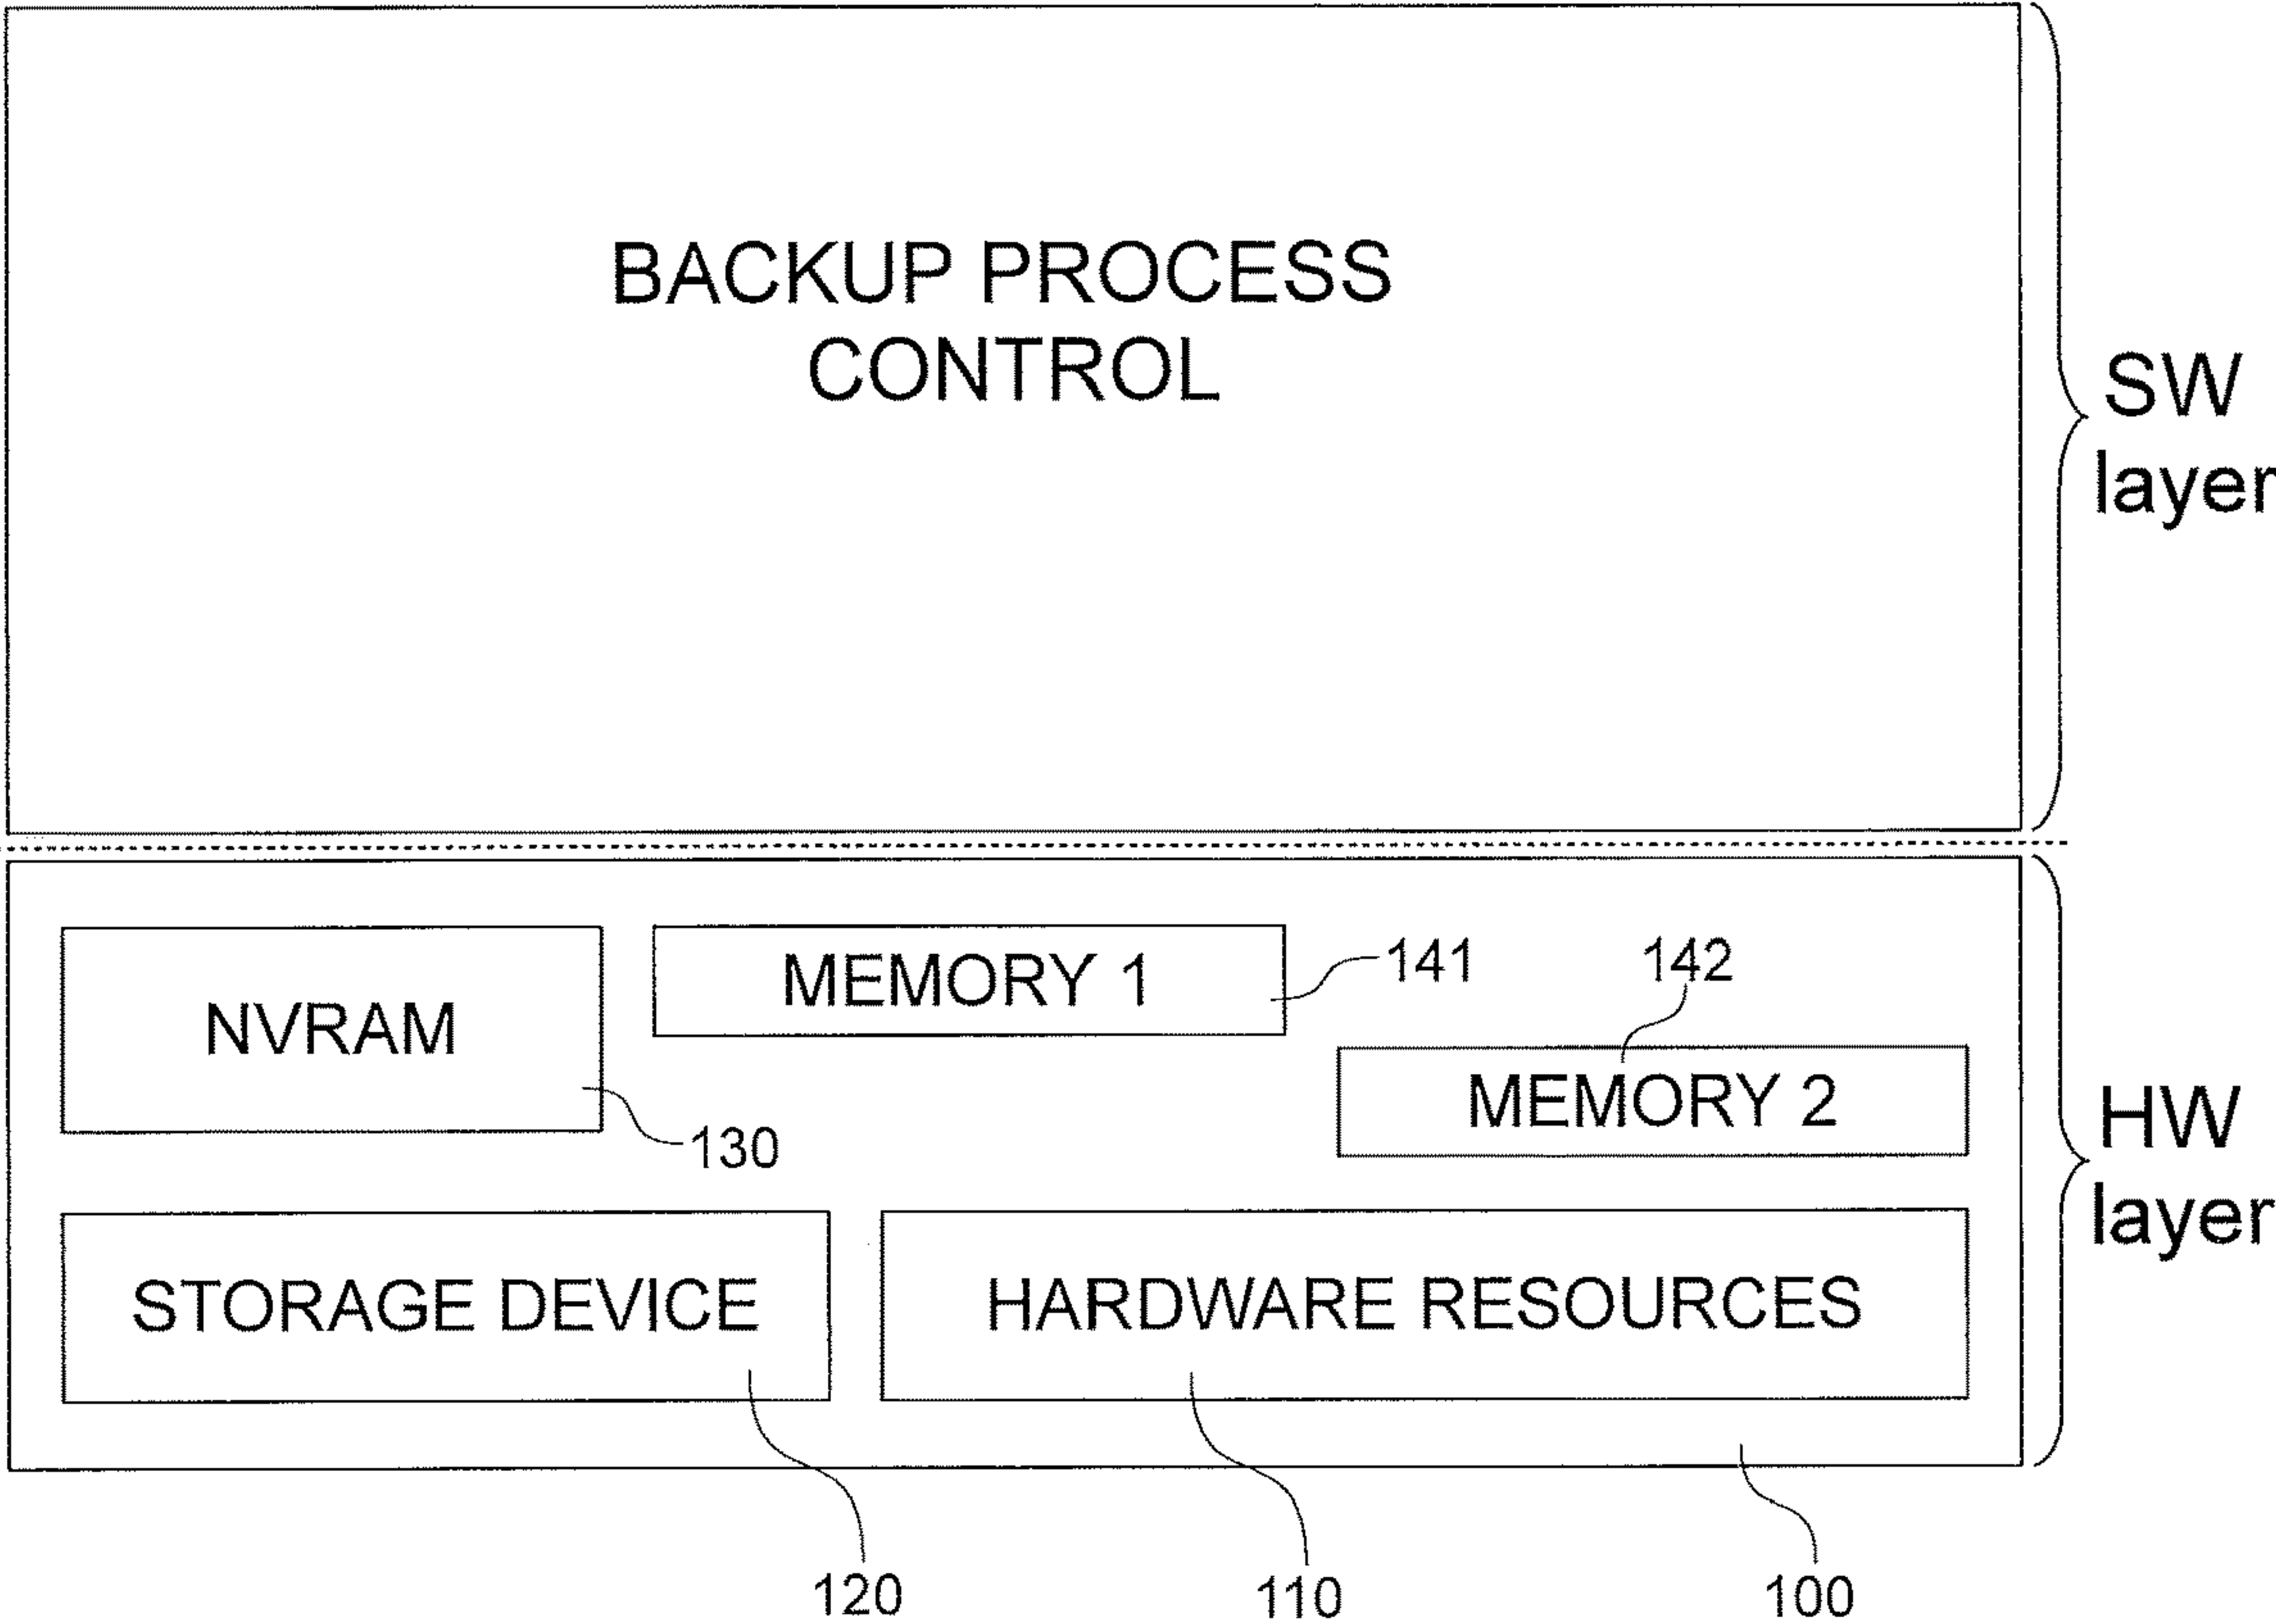 BACKUP PROCESS
CONTROL
SW
layer
NVRAM
130
MEMORY 1
141
142
MEMORY 2
HW
layer
STORAGE DEVICE
HARDWARE RESOURCES
120
110
100